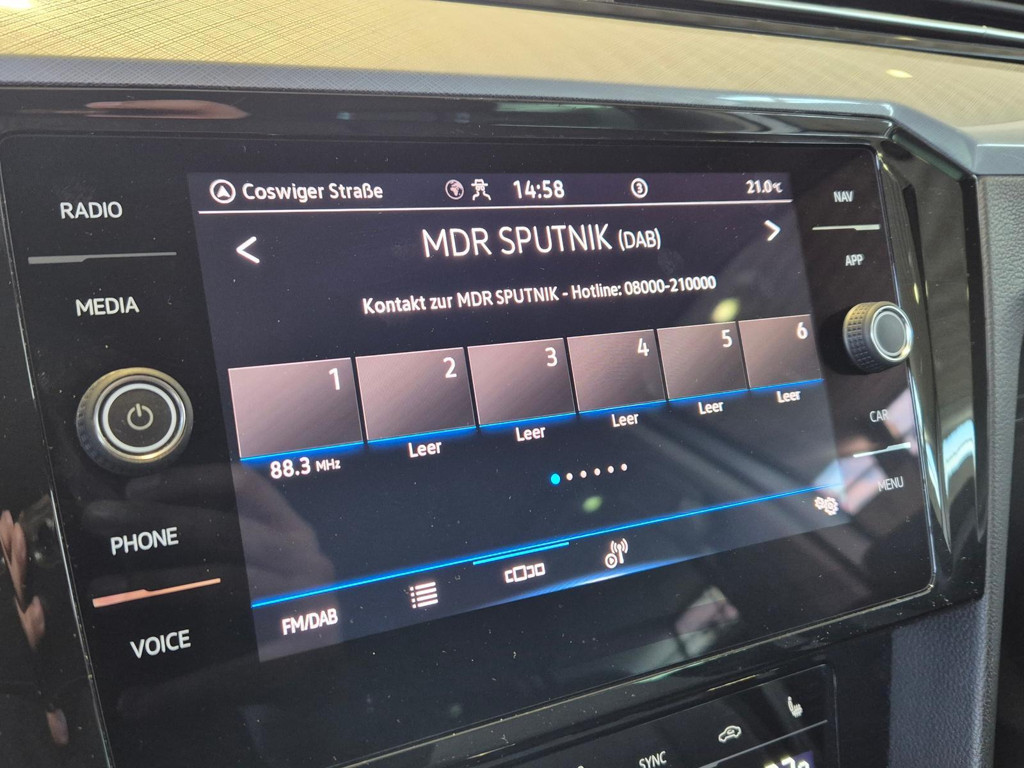 Coswiger Straße 14:58 3 21.0°C
RADIO
NAV
MDR SPUTNIK (DAB)
APP
MEDIA
Kontakt zur MDR SPUTNIK - Hotline: 08000-210000
1 2 3 4 5 6
88.3 MHz Leer Leer Leer Leer Leer
CAR
MENU
PHONE
FM/DAB
VOICE
SYNC